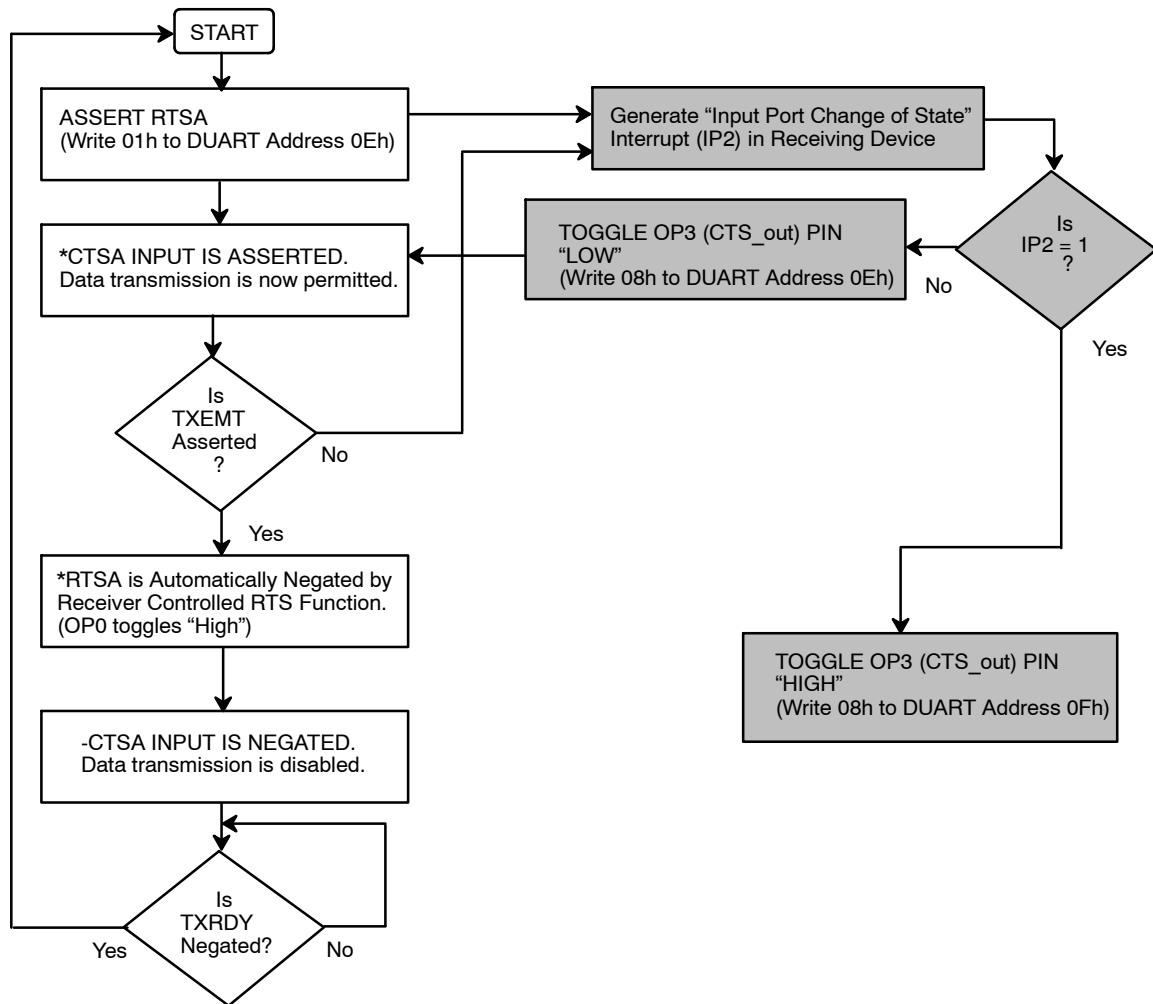 START
ASSERT RTSA
(Write 01h to DUART Address 0Eh)
Generate “Input Port Change of State”
Interrupt (IP2) in Receiving Device
*CTSA INPUT IS ASSERTED.
Data transmission is now permitted.
TOGGLE OP3 (CTS_out) PIN
“LOW”
(Write 08h to DUART Address 0Eh)
No
Is
IP2 = 1
?
Yes
Is
TXEMT
Asserted
?
No
Yes
*RTSA is Automatically Negated by
Receiver Controlled RTS Function.
(OP0 toggles “High”)
TOGGLE OP3 (CTS_out) PIN
“HIGH”
(Write 08h to DUART Address 0Fh)
-CTSA INPUT IS NEGATED.
Data transmission is disabled.
Is
TXRDY
Negated?
Yes
No